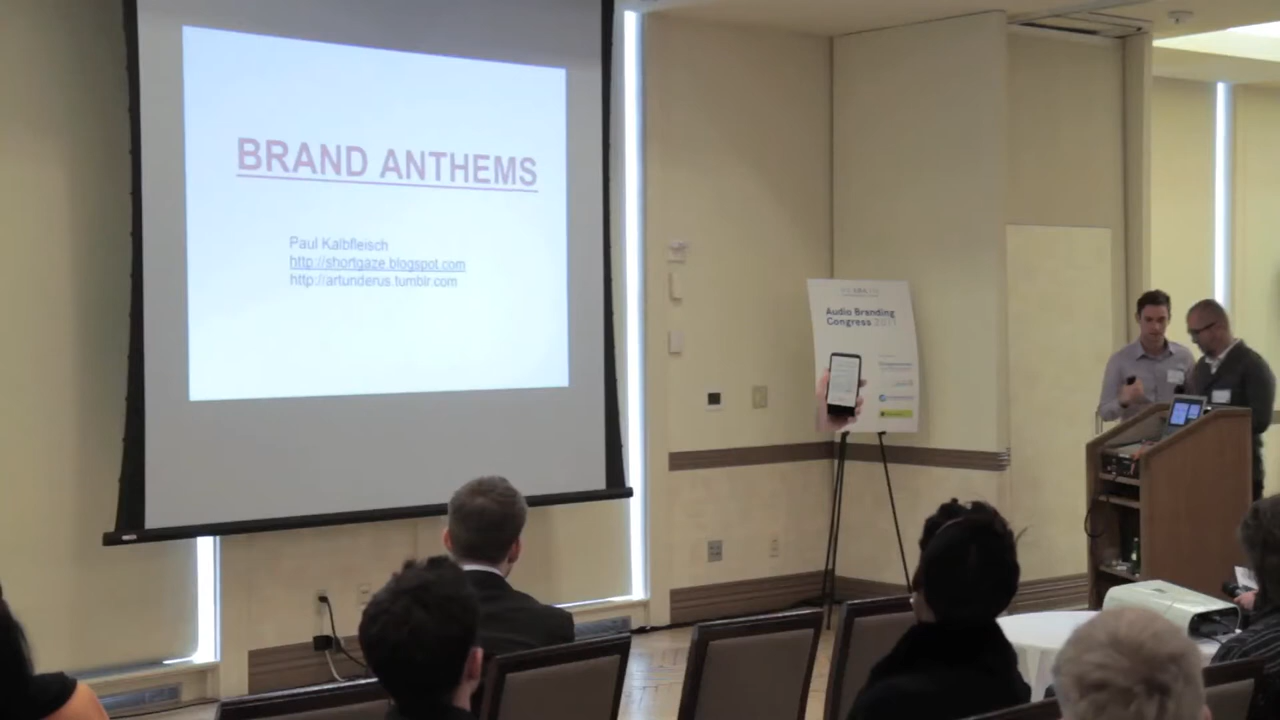 BRAND ANTHEMS
Paul Kalbfleisch
http://shortgaze.blogspot.com
http://artunderus.tumblr.com
Audio Branding
Congress 2011